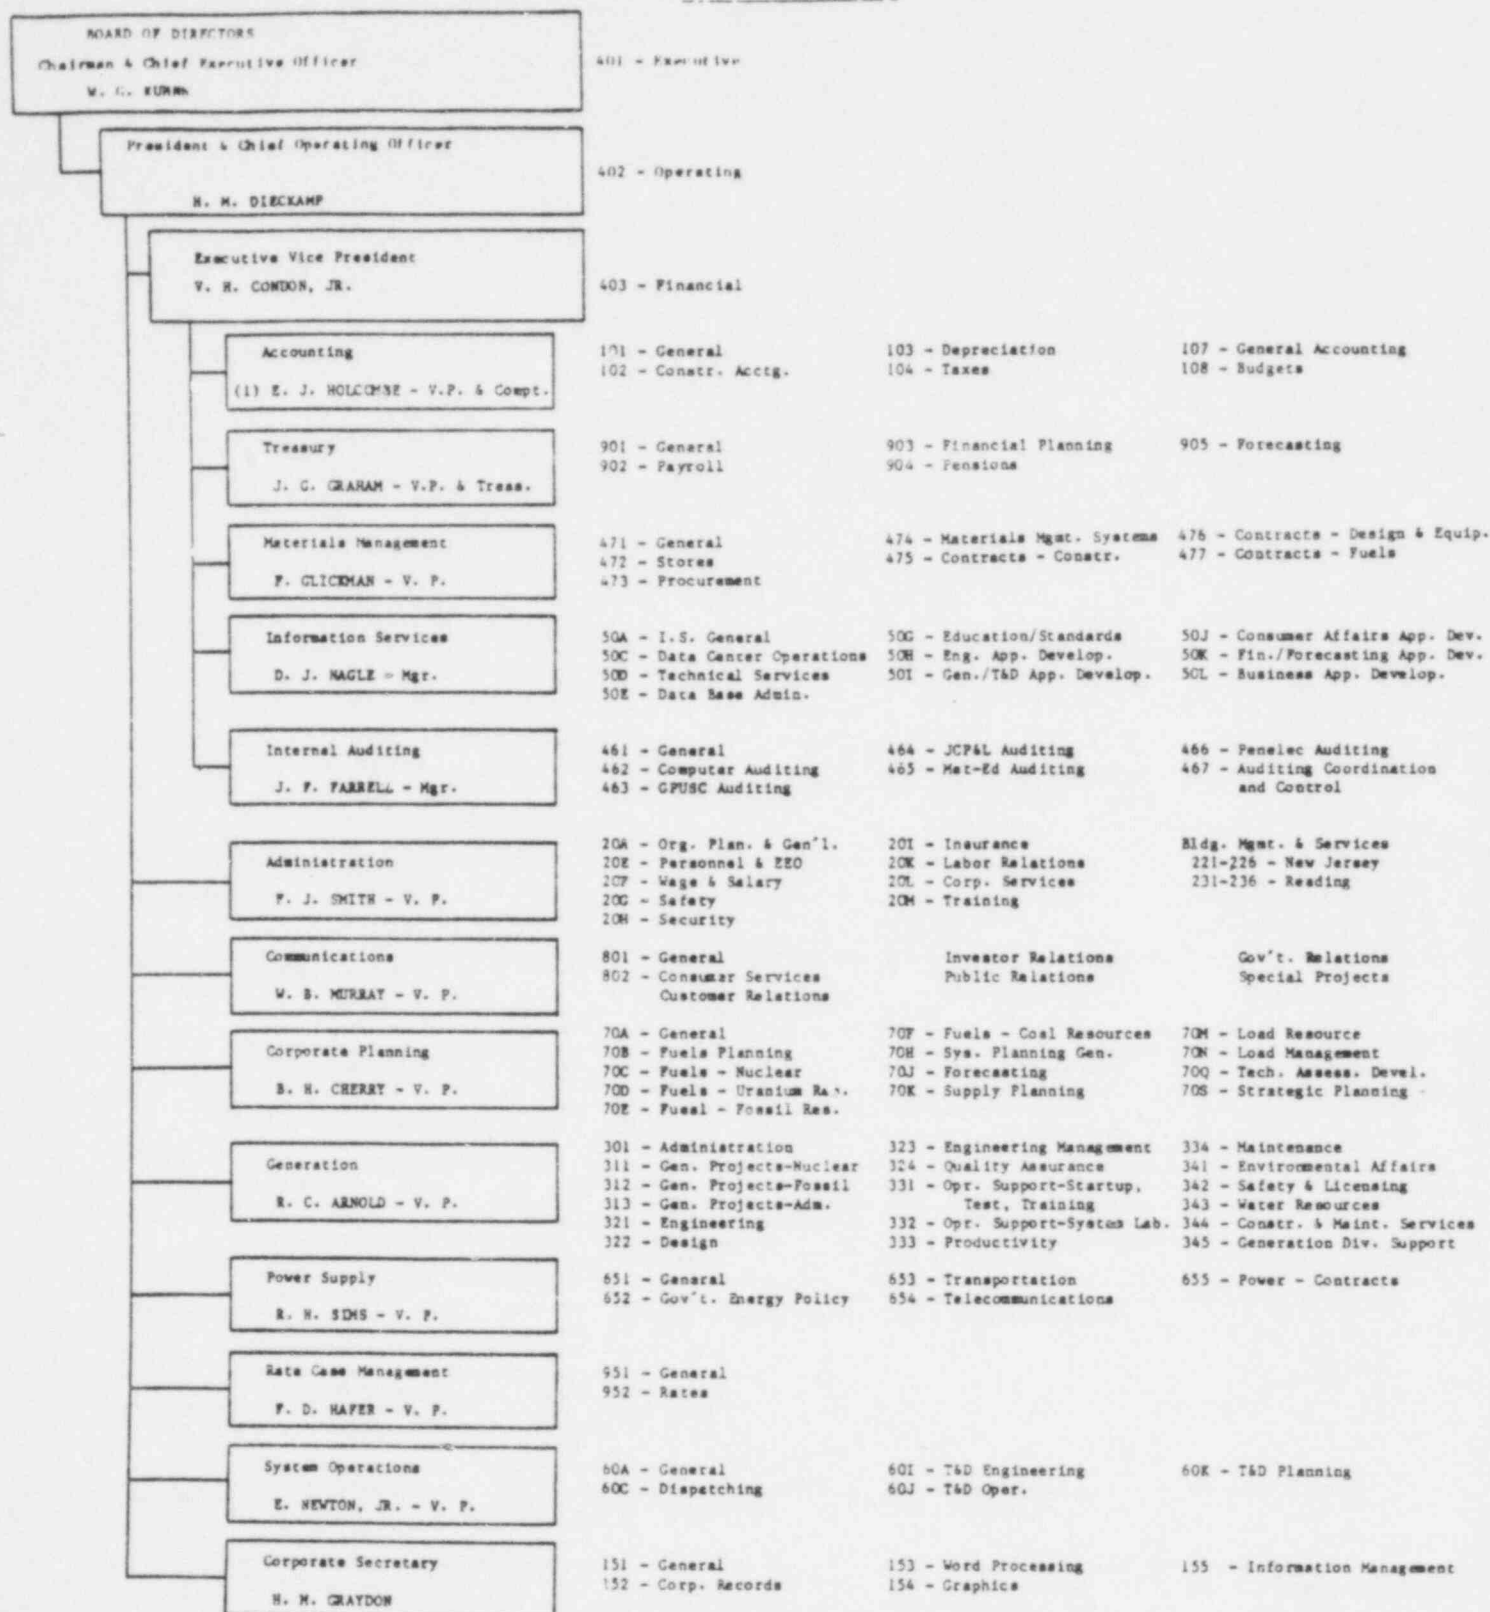 BOARD OF DIRECTORS
Chairman & Chief Executive Officer
W. G. KUHNS
401 - Executive
President & Chief Operating Officer
H. M. DIECKAMP
402 - Operating
Executive Vice President
V. H. CONDON, JR.
403 - Financial
Accounting
(1) E. J. HOLCOMBE - V.P. & Compt.
101 - General 103 - Depreciation 107 - General Accounting
102 - Constr. Acctg. 104 - Taxes 108 - Budgets
Treasury
J. G. GRAHAM - V.P. & Treas.
901 - General 903 - Financial Planning 905 - Forecasting
902 - Payroll 904 - Pensions
Materials Management
F. GLICKMAN - V. P.
471 - General 474 - Materials Mgmt. Systems 476 - Contracts - Design & Equip.
472 - Stores 475 - Contracts - Constr. 477 - Contracts - Fuels
473 - Procurement
Information Services
D. J. NAGLE - Mgr.
50A - I.S. General 50G - Education/Standards 50J - Consumer Affairs App. Dev.
50C - Data Center Operations 50H - Eng. App. Develop. 50K - Fin./Forecasting App. Dev.
50D - Technical Services 50I - Gen./T&D App. Develop. 50L - Business App. Develop.
50E - Data Base Admin.
Internal Auditing
J. F. FARRELL - Mgr.
461 - General 464 - JCP&L Auditing 466 - Penelec Auditing
462 - Computer Auditing 465 - Met-Ed Auditing 467 - Auditing Coordination
463 - GPUSC Auditing and Control
Administration
F. J. SMITH - V. P.
20A - Org. Plan. & Gen'l. 20I - Insurance Bldg. Mgmt. & Services
20E - Personnel & EEO 20K - Labor Relations 221-226 - New Jersey
20F - Wage & Salary 20L - Corp. Services 231-236 - Reading
20G - Safety 20M - Training
20H - Security
Communications
W. B. MURRAY - V. P.
801 - General Investor Relations Gov't. Relations
802 - Consumer Services Public Relations Special Projects
Customer Relations
Corporate Planning
B. H. CHERRY - V. P.
70A - General 70F - Fuels - Coal Resources 70M - Load Resource
70B - Fuels Planning 70H - Sys. Planning Gen. 70N - Load Management
70C - Fuels - Nuclear 70J - Forecasting 70Q - Tech. Assess. Devel.
70D - Fuels - Uranium Res. 70K - Supply Planning 70S - Strategic Planning
70E - Fuesl - Fossil Res.
Generation
R. C. ARNOLD - V. P.
301 - Administration 323 - Engineering Management 334 - Maintenance
311 - Gen. Projects-Nuclear 324 - Quality Assurance 341 - Environmental Affairs
312 - Gen. Projects-Fossil 331 - Opr. Support-Startup, 342 - Safety & Licensing
313 - Gen. Projects-Adm. Test, Training 343 - Water Resources
321 - Engineering 332 - Opr. Support-System Lab. 344 - Constr. & Maint. Services
322 - Design 333 - Productivity 345 - Generation Div. Support
Power Supply
R. H. SIMS - V. P.
651 - General 653 - Transportation 655 - Power - Contracts
652 - Gov't. Energy Policy 654 - Telecommunications
Rate Case Management
F. D. HAFER - V. P.
951 - General
952 - Rates
System Operations
E. NEWTON, JR. - V. P.
60A - General 60I - T&D Engineering 60K - T&D Planning
60C - Dispatching 60J - T&D Oper.
Corporate Secretary
H. M. GRAYDON
151 - General 153 - Word Processing 155 - Information Management
152 - Corp. Records 154 - Graphics